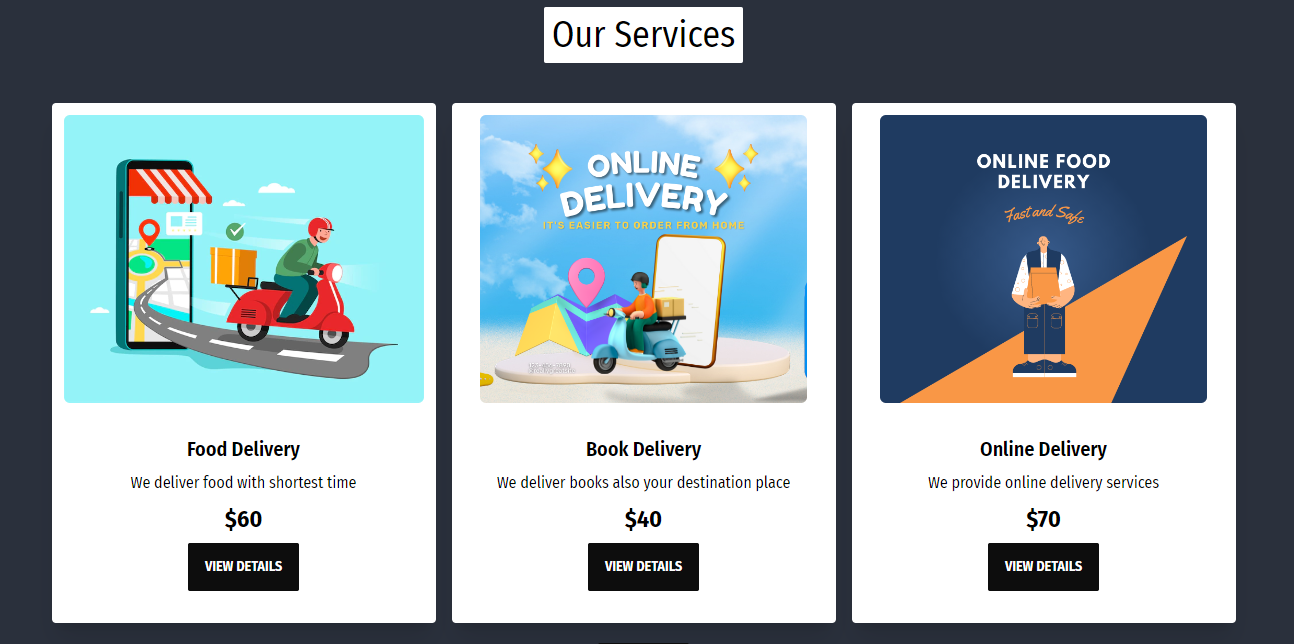 Our Services
ONLINE
DELIVERY
IT'S EASIER TO ORDER FROM HOME
ONLINE FOOD
DELIVERY
Fast and Safe
Food Delivery
We deliver food with shortest time
$60
VIEW DETAILS
Book Delivery
We deliver books also your destination place
$40
VIEW DETAILS
Online Delivery
We provide online delivery services
$70
VIEW DETAILS